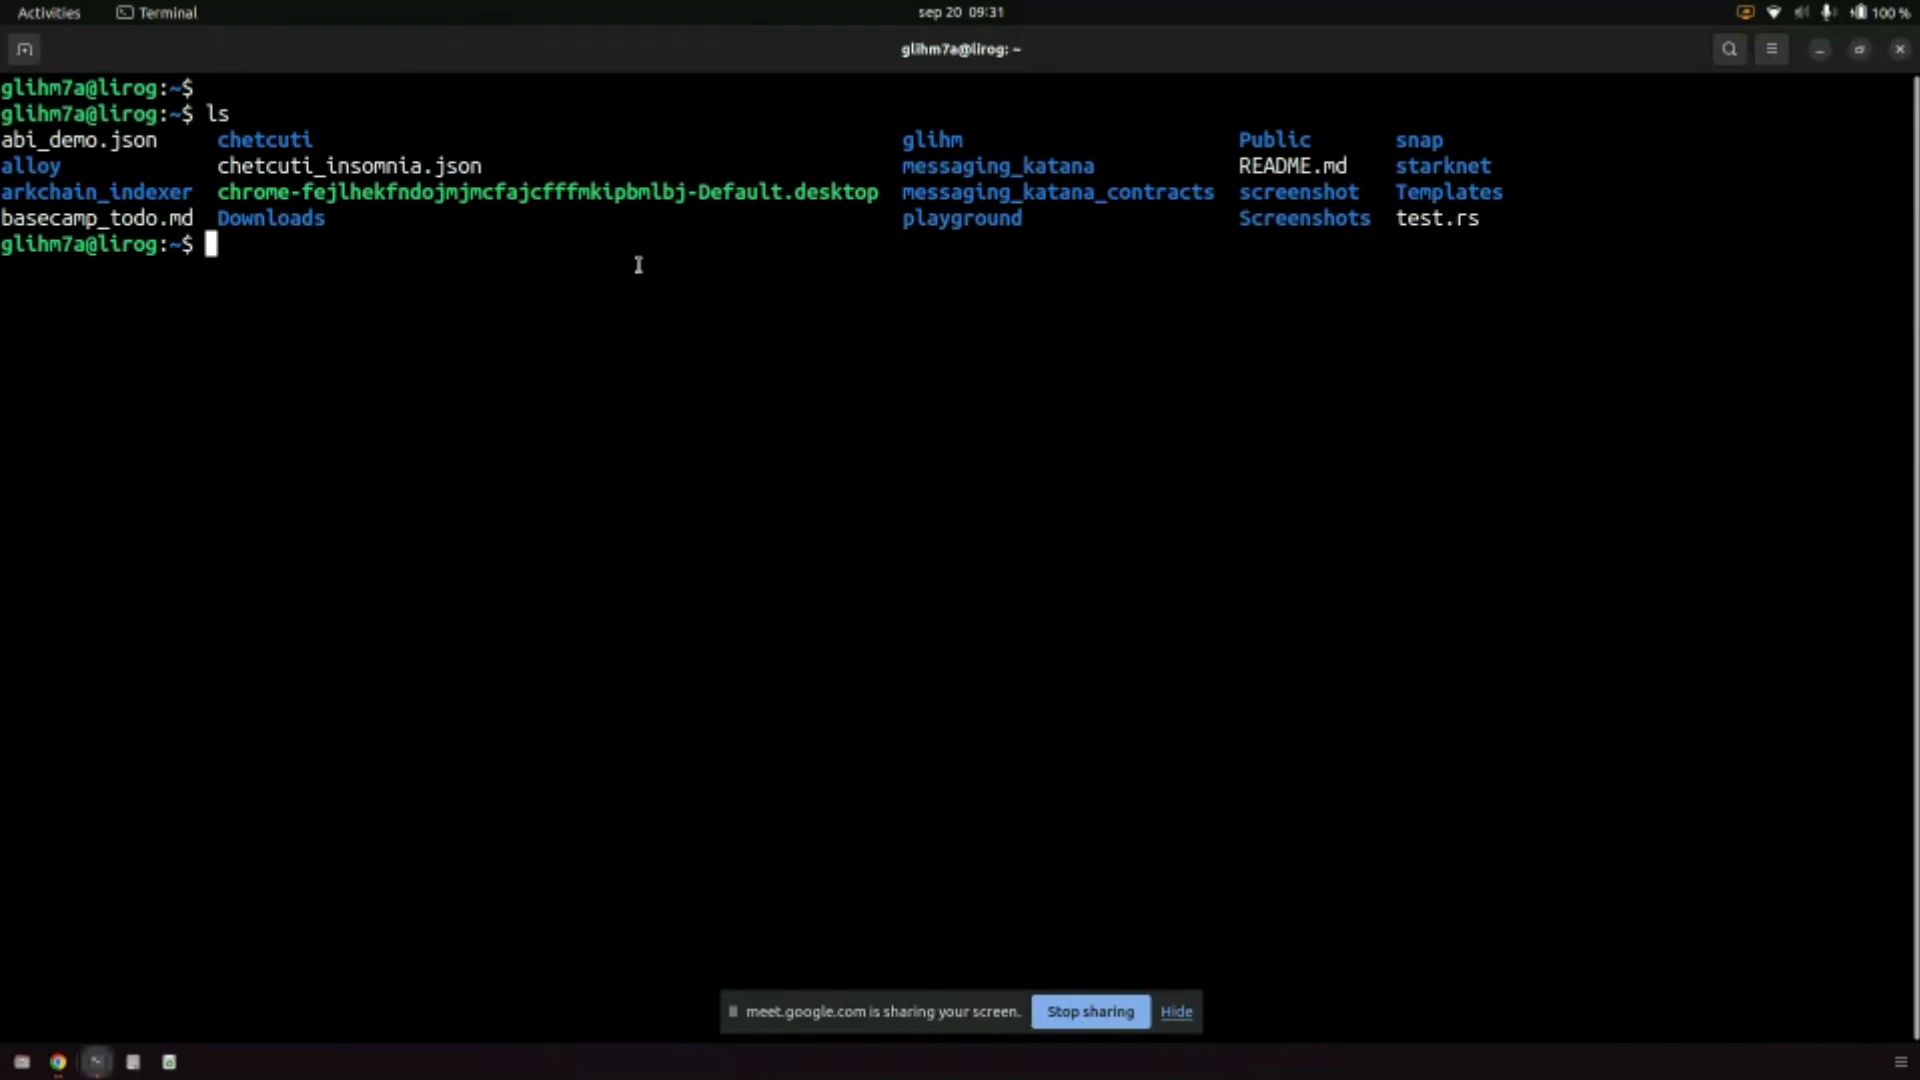 Activities Terminal sep 20 09:31 100 %
glihm7a@lirog: ~
glihm7a@lirog:~$
glihm7a@lirog:~$ ls
abi_demo.json chetcuti glihm Public snap
alloy chetcuti_insomnia.json messaging_katana README.md starknet
arkchain_indexer chrome-fejlhekfndojmjmcfajcfffmkipbmlbj-Default.desktop messaging_katana_contracts screenshot Templates
basecamp_todo.md Downloads playground Screenshots test.rs
glihm7a@lirog:~$
meet.google.com is sharing your screen. Stop sharing Hide